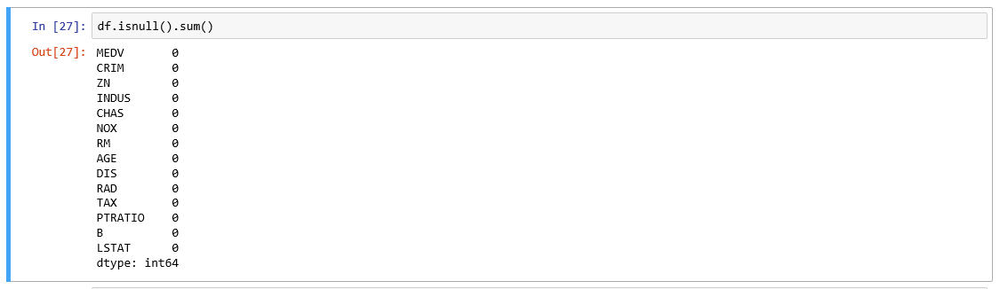 In [27]: df.isnull().sum()
Out[27]: MEDV 0
CRIM 0
ZN 0
INDUS 0
CHAS 0
NOX 0
RM 0
AGE 0
DIS 0
RAD 0
TAX 0
PTRATIO 0
B 0
LSTAT 0
dtype: int64